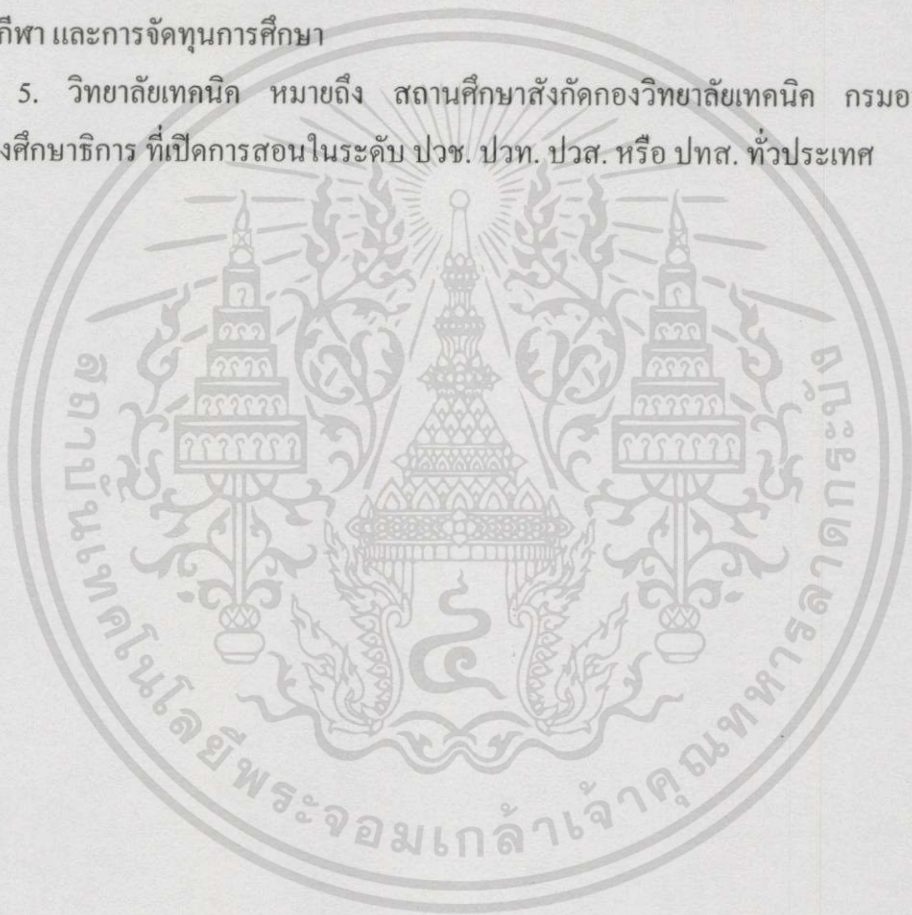 กีฬา และการจัดทุนการศึกษา
5. วิทยาลัยเทคนิค หมายถึง สถานศึกษาสังกัดกองวิทยาลัยเทคนิค กรมอ
งศึกษาธิการ ที่เปิดการสอนในระดับ ปวช. ปวท. ปวส. หรือ ปทส. ทั่วประเทศ
สถาบันเทคโนโลยีพระจอมเกล้าเจ้าคุณทหารลาดกระบัง
๔